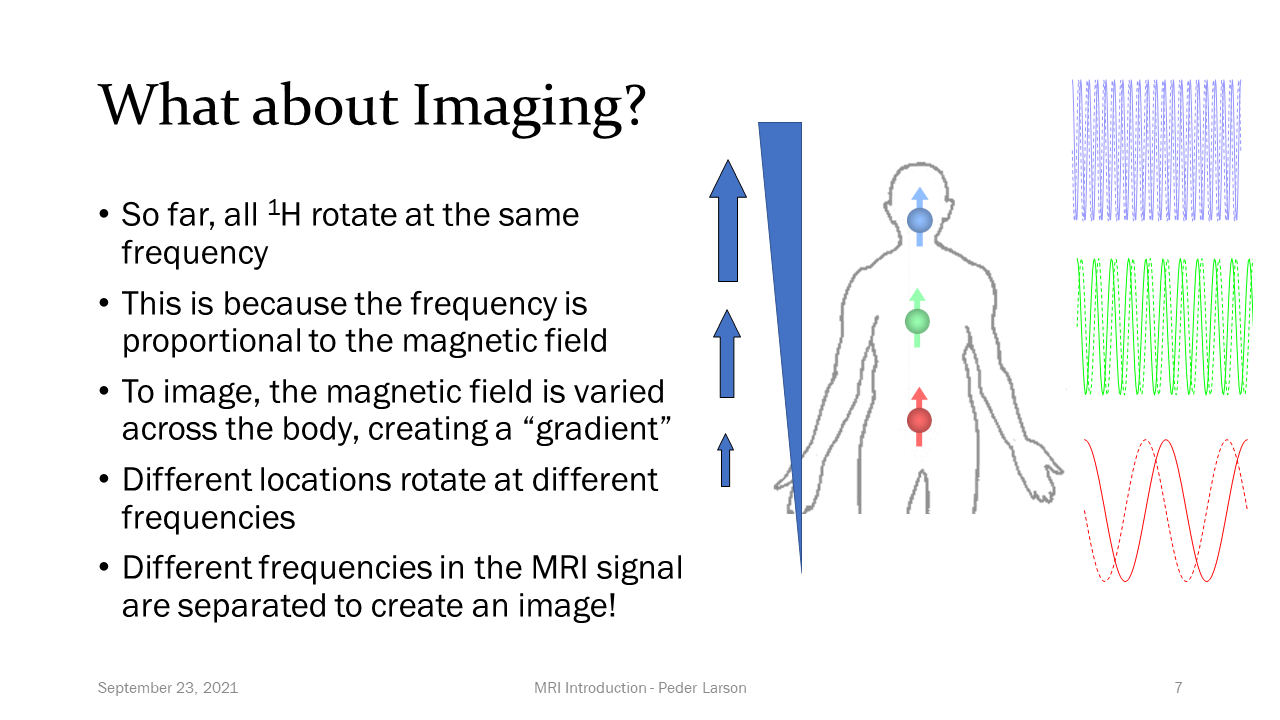 What about Imaging?
• So far, all ¹H rotate at the same
frequency
• This is because the frequency is
proportional to the magnetic field
• To image, the magnetic field is varied
across the body, creating a “gradient”
• Different locations rotate at different
frequencies
• Different frequencies in the MRI signal
are separated to create an image!
September 23, 2021
MRI Introduction - Peder Larson
7